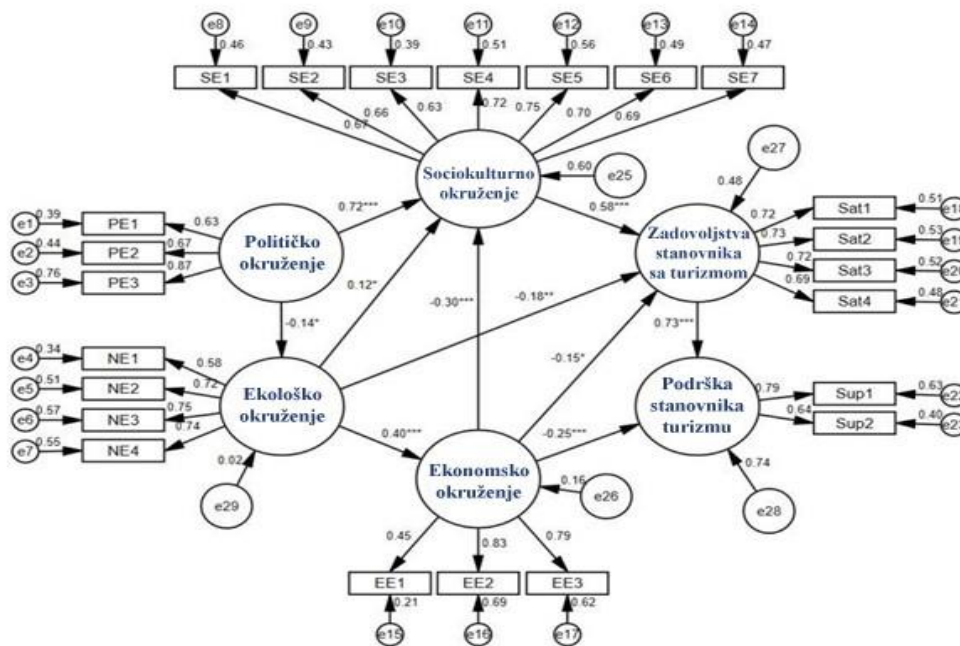 e8 e9 e10 e11 e12 e13 e14
0.46 0.43 0.39 0.51 0.56 0.49 0.47
SE1 SE2 SE3 SE4 SE5 SE6 SE7
0.67 0.66 0.63 0.72 0.75 0.70 0.69
Sociokulturno
okruženje
0.60
e25
e27
0.48
0.72***
0.58***
e1 0.39 PE1 0.63
e2 0.44 PE2 0.67
e3 0.76 PE3 0.87
Političko
okruženje
Zadovoljstva
stanovnika
sa turizmom
0.72 Sat1 0.51 e18
0.73 Sat2 0.53
0.72 Sat3 0.52
0.69 Sat4 0.48
0.12*
-0.30***
-0.18**
-0.14*
-0.15*
0.73***
e4 0.34 NE1 0.58
e5 0.51 NE2 0.72
e6 0.57 NE3 0.75
e7 0.55 NE4 0.74
Ekološko
okruženje
0.02
e29
0.40***
Podrška
stanovnika
turizmu
0.79 Sup1 0.63
0.64 Sup2 0.40
-0.25***
Ekonomsko
okruženje
0.16
e26
0.74
e28
0.45 0.83 0.79
EE1 EE2 EE3
0.21 0.69 0.62
e15 e16 e17